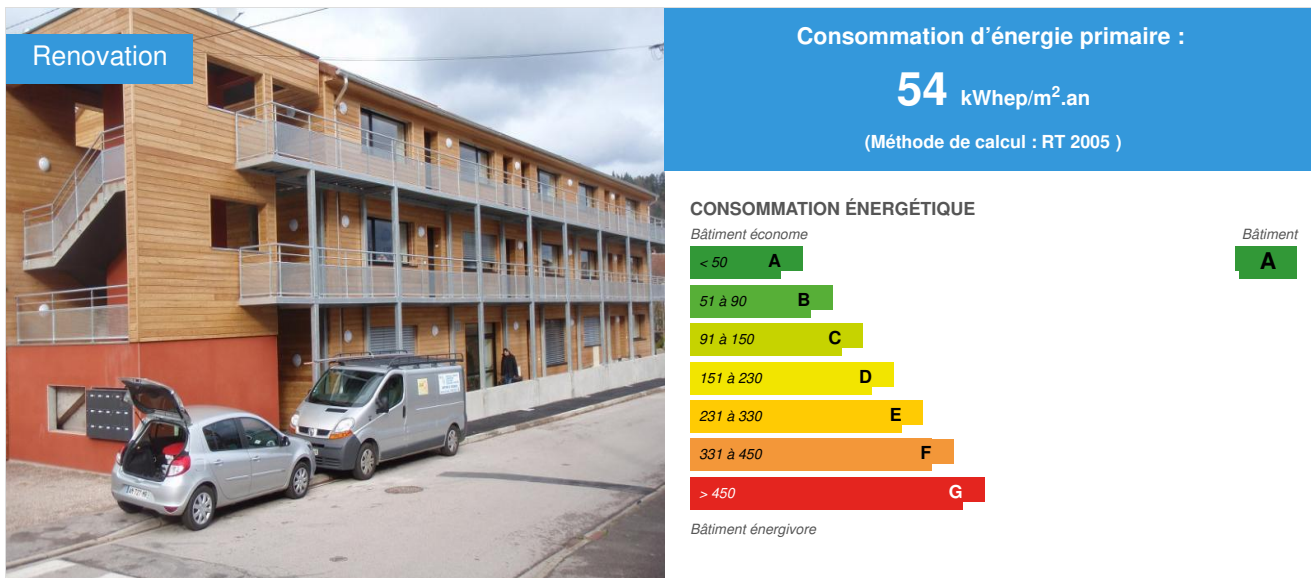 Renovation
Consommation d'énergie primaire :
54 kWhep/m².an
(Méthode de calcul : RT 2005 )
CONSOMMATION ÉNERGÉTIQUE
Bâtiment économe
Bâtiment
< 50 A
A
51 à 90 B
91 à 150 C
151 à 230 D
231 à 330 E
331 à 450 F
> 450 G
Bâtiment énergivore